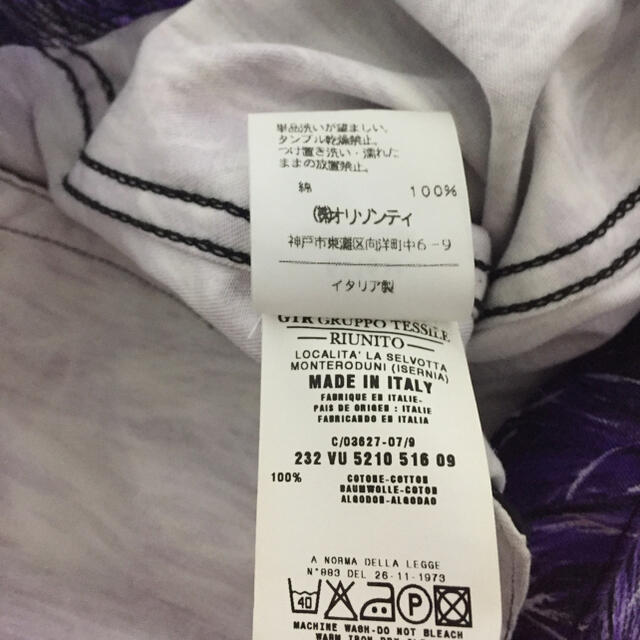 単品洗いが望ましい。
タンブル乾燥禁止。
つけ置き洗い・濡れた
ままの放置禁止。
綿 100%
㈱オリゾンティ
神戸市東灘区向洋町中6-9
イタリア製
GTR GRUPPO TESSILE
RIUNITO
LOCALITA' LA SELVOTTA
MONTERODUNI (ISERNIA)
MADE IN ITALY
FABRIQUE EN ITALIE-
PAIS DE ORIGEN : ITALIE
FABRICANDO EN ITALIA
C/03627-07/9
232 VU 5210 516 09
100% COTONE-COTTON
BAUMWOLLE-COTON
ALGODON-ALGODAO
A NORMA DELLA LEGGE
N°883 DEL 26-11-1973
40 P
MACHINE WASH-DO NOT BLEACH
WARM IRON